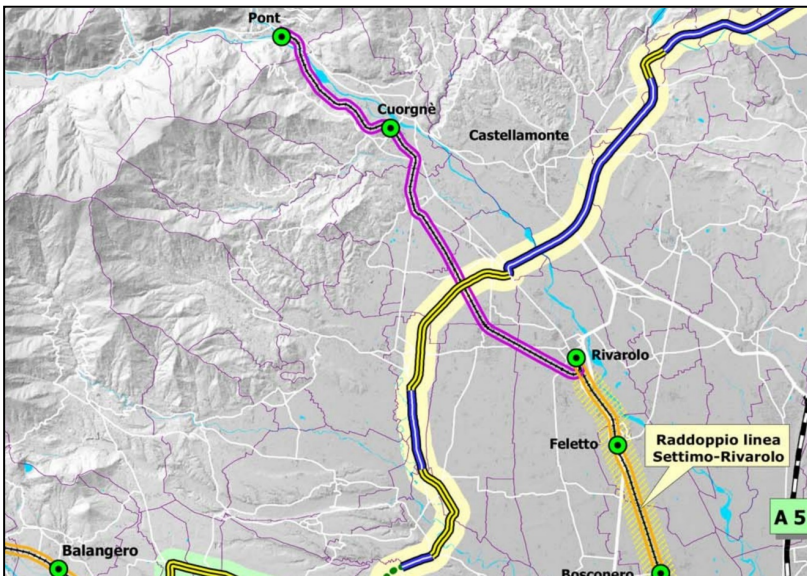 Pont
Cuorgnè
Castellamonte
Rivarolo
Feletto
Raddoppio linea
Settimo-Rivarolo
A 5
Balangero
Bosconero